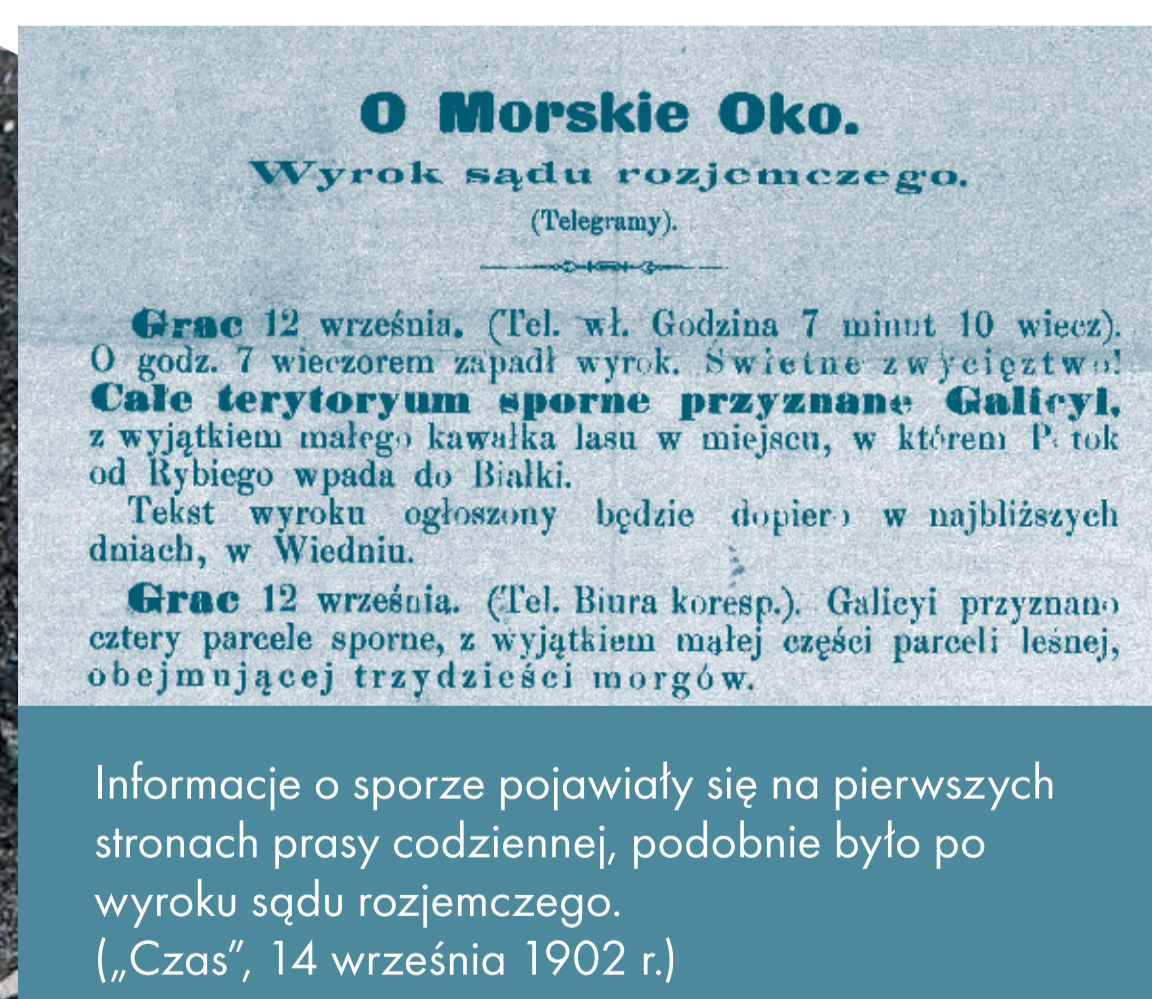 O Morskie Oko.
Wyrok sądu rozjemczego.
(Telegramy).
Grac 12 września. (Tel. wł. Godzina 7 minut 10 wiecz).
O godz. 7 wieczorem zapadł wyrok. Świetne zwycięztwo!
Całe terytoryum sporne przyznane Galicyi,
z wyjątkiem małego kawałka lasu w miejscu, w którem Potok
od Rybiego wpada do Białki.
Tekst wyroku ogłoszony będzie dopiero w najbliższych
dniach, w Wiedniu.
Grac 12 września. (Tel. Biura koresp.). Galicyi przyznano
cztery parcele sporne, z wyjątkiem małej części parceli leśnej,
obejmującej trzydzieści morgów.
Informacje o sporze pojawiały się na pierwszych
stronach prasy codziennej, podobnie było po
wyroku sądu rozjemczego.
(„Czas”, 14 września 1902 r.)